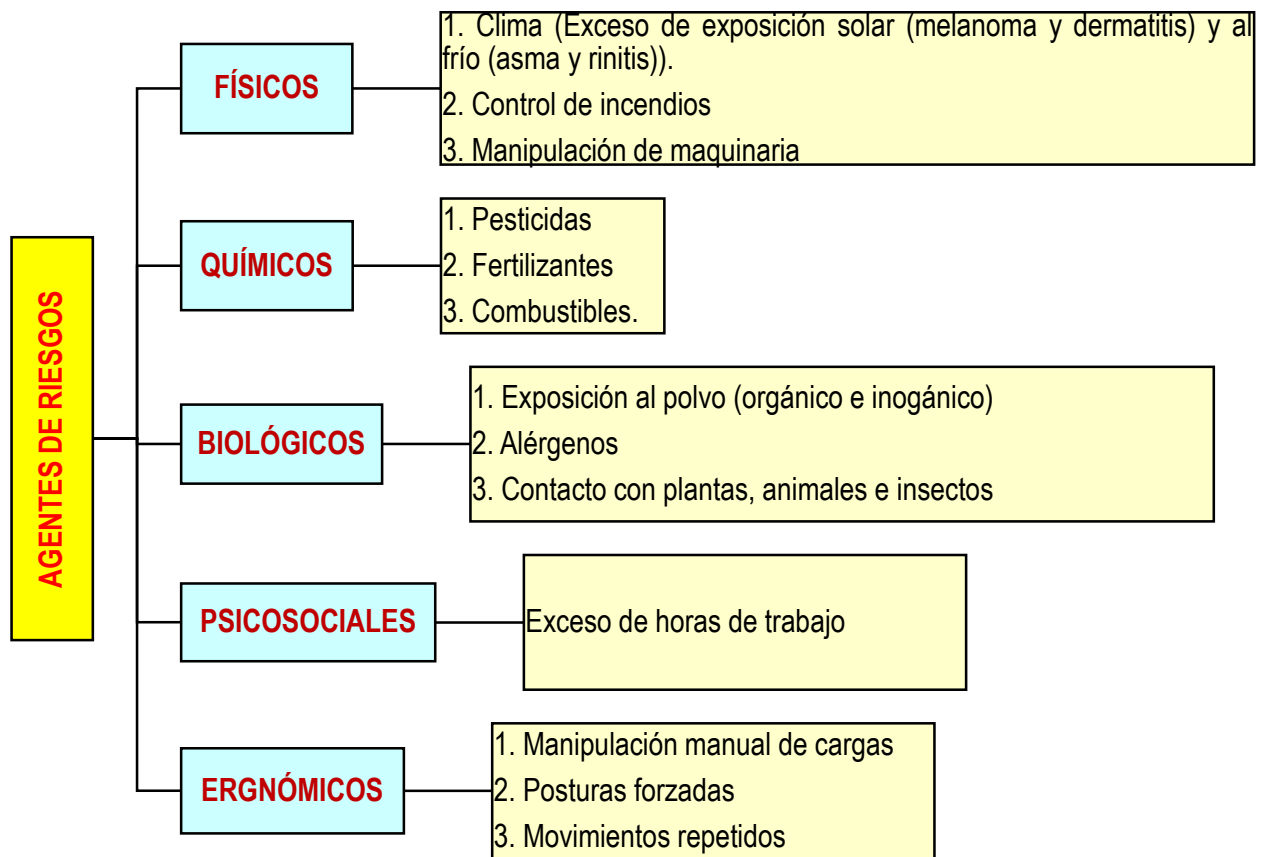 AGENTES DE RIESGOS
FÍSICOS
1. Clima (Exceso de exposición solar (melanoma y dermatitis) y al
frío (asma y rinitis)).
2. Control de incendios
3. Manipulación de maquinaria
QUÍMICOS
1. Pesticidas
2. Fertilizantes
3. Combustibles.
BIOLÓGICOS
1. Exposición al polvo (orgánico e inogánico)
2. Alérgenos
3. Contacto con plantas, animales e insectos
PSICOSOCIALES
Exceso de horas de trabajo
ERGNÓMICOS
1. Manipulación manual de cargas
2. Posturas forzadas
3. Movimientos repetidos